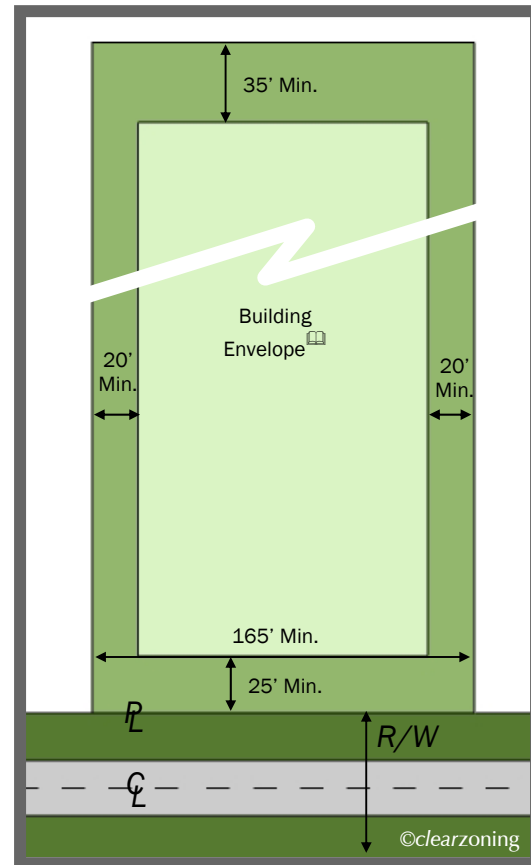 35’ Min.
Building
Envelope
20’
Min.
20’
Min.
165’ Min.
25’ Min.
PL
R/W
CL
©clearzoning